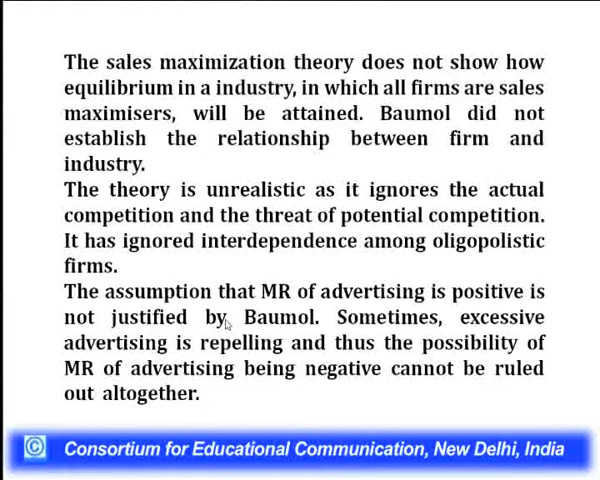 The sales maximization theory does not show how
equilibrium in a industry, in which all firms are sales
maximisers, will be attained. Baumol did not
establish the relationship between firm and
industry.
The theory is unrealistic as it ignores the actual
competition and the threat of potential competition.
It has ignored interdependence among oligopolistic
firms.
The assumption that MR of advertising is positive is
not justified by Baumol. Sometimes, excessive
advertising is repelling and thus the possibility of
MR of advertising being negative cannot be ruled
out altogether.
© Consortium for Educational Communication, New Delhi, India